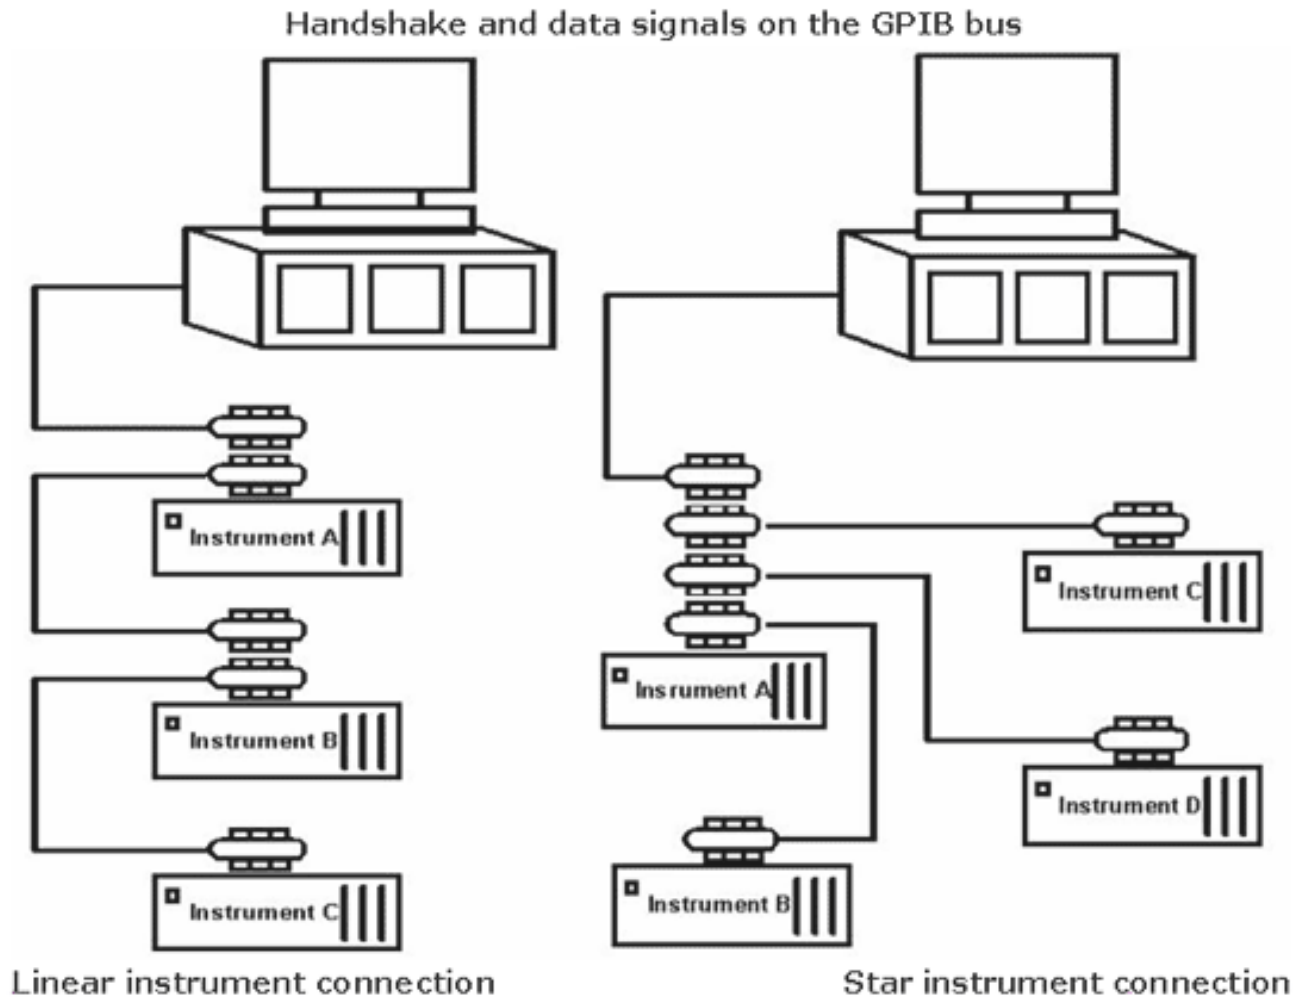 Handshake and data signals on the GPIB bus
Instrument A
Instrument B
Instrument C
Linear instrument connection
Insrument A
Instrument B
Instrument C
Instrument D
Star instrument connection